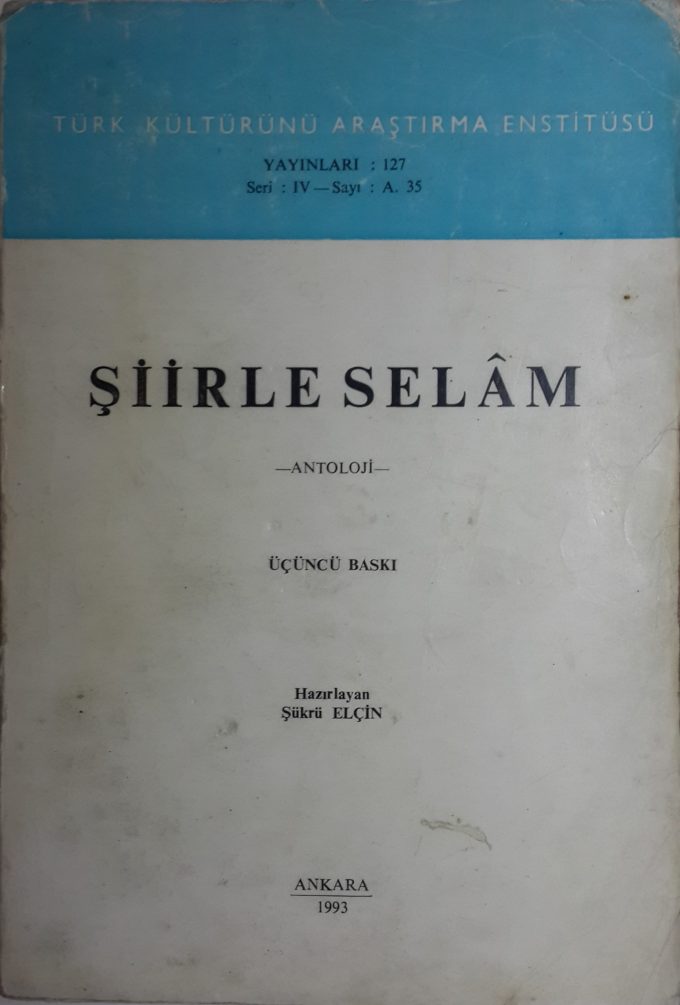 TÜRK KÜLTÜRÜNÜ ARAŞTIRMA ENSTİTÜSÜ
YAYINLARI : 127
Seri : IV — Sayı : A. 35
ŞİİRLE SELÂM
—ANTOLOJİ—
ÜÇÜNCÜ BASKI
Hazırlayan
Şükrü ELÇİN
ANKARA
1993